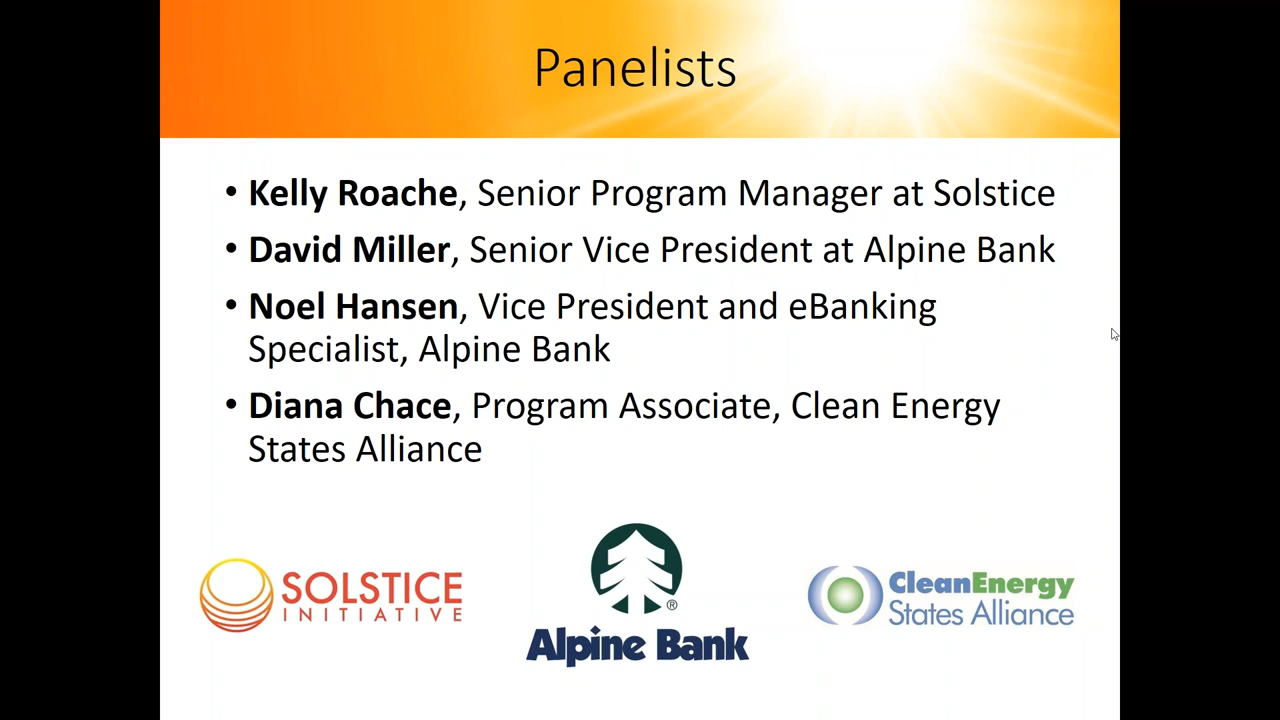 Panelists
• Kelly Roache, Senior Program Manager at Solstice
• David Miller, Senior Vice President at Alpine Bank
• Noel Hansen, Vice President and eBanking
Specialist, Alpine Bank
• Diana Chace, Program Associate, Clean Energy
States Alliance
SOLSTICE
INITIATIVE
®
Alpine Bank
CleanEnergy
States Alliance